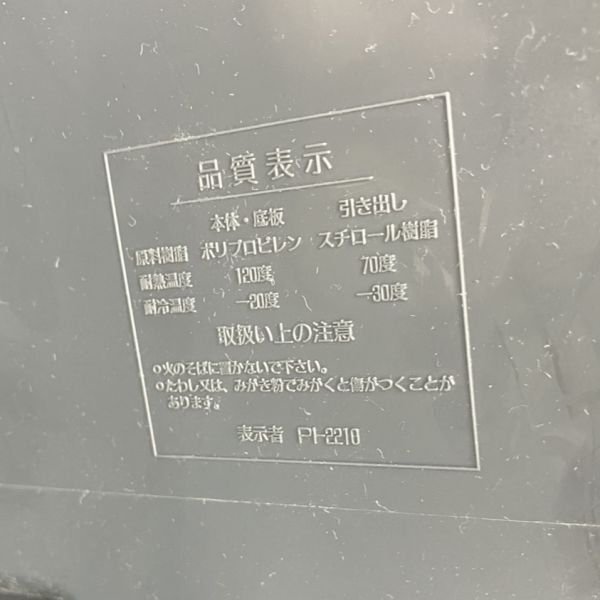 品質表示
本体・底板 引き出し
原料樹脂 ポリプロピレン スチロール樹脂
耐熱温度 120度 70度
耐冷温度 -20度 -30度
取扱い上の注意
○火のそばに置かないで下さい。
○たわし又は、みがき粉でみがくと傷がつくことが
あります。
表示者 PI-2210